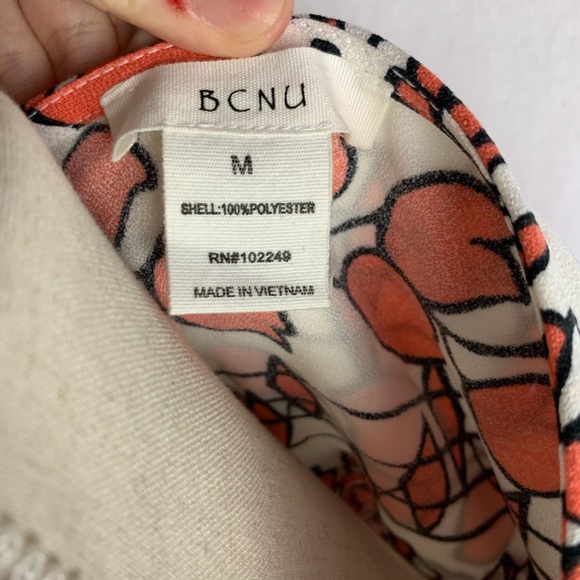 BCNU
M
SHELL:100%POLYESTER
RN#102249
MADE IN VIETNAM